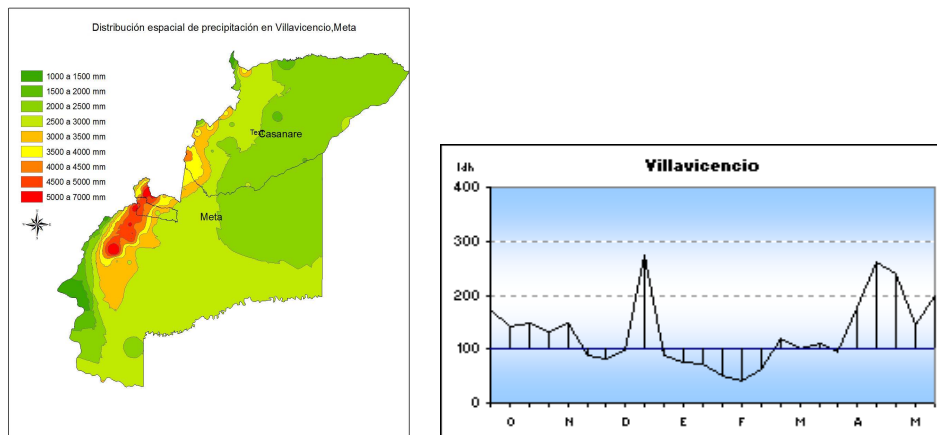 Distribución espacial de precipitación en Villavicencio,Meta
1000 a 1500 mm
1500 a 2000 mm
2000 a 2500 mm
2500 a 3000 mm
3000 a 3500 mm
3500 a 4000 mm
4000 a 4500 mm
4500 a 5000 mm
5000 a 7000 mm
Casanare
Meta
Idh
Villavicencio
400
300
200
100
0
O N D E F M A M